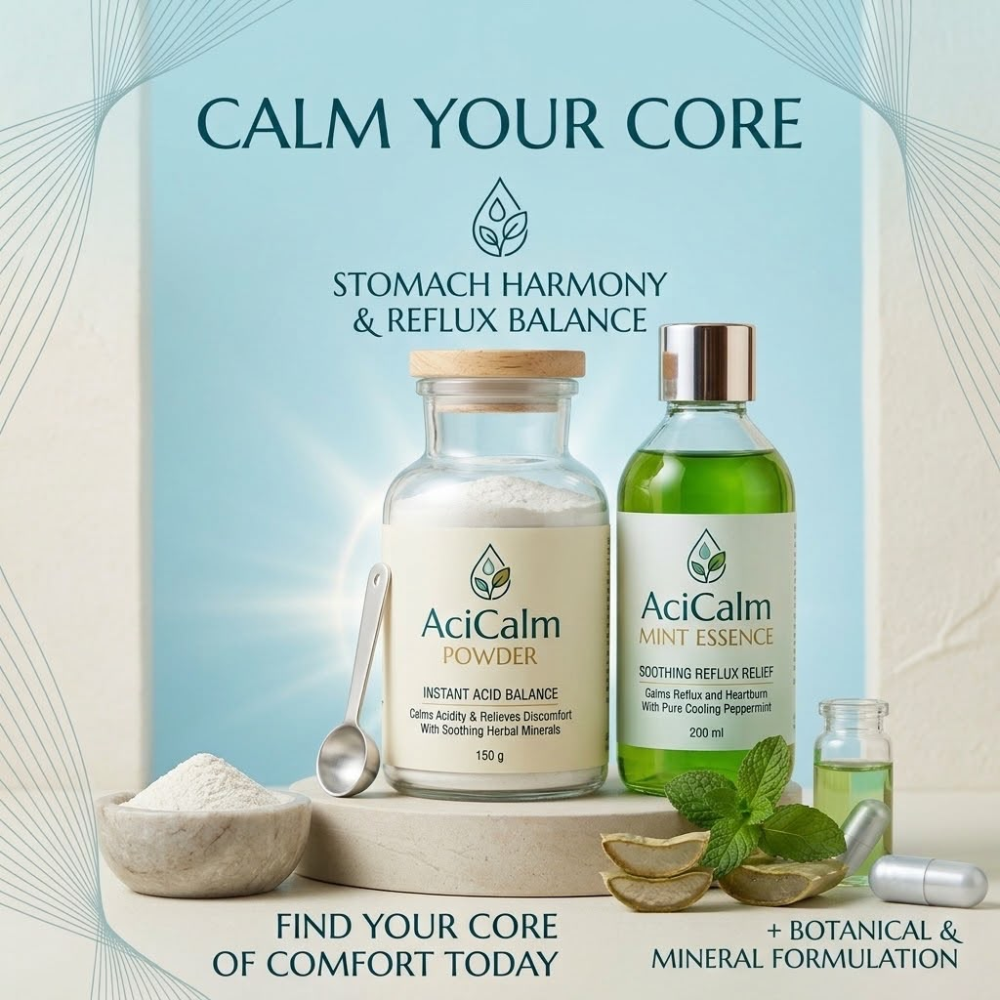 CALM YOUR CORE
STOMACH HARMONY
& REFLUX BALANCE
AciCalm
POWDER
INSTANT ACID BALANCE
Calms Acidity & Relieves Discomfort
With Soothing Herbal Minerals
150 g
AciCalm
MINT ESSENCE
SOOTHING REFLUX RELIEF
Galms Reflux and Heartburn
With Pure Cooling Peppermint
200 ml
FIND YOUR CORE
OF COMFORT TODAY
+ BOTANICAL &
MINERAL FORMULATION